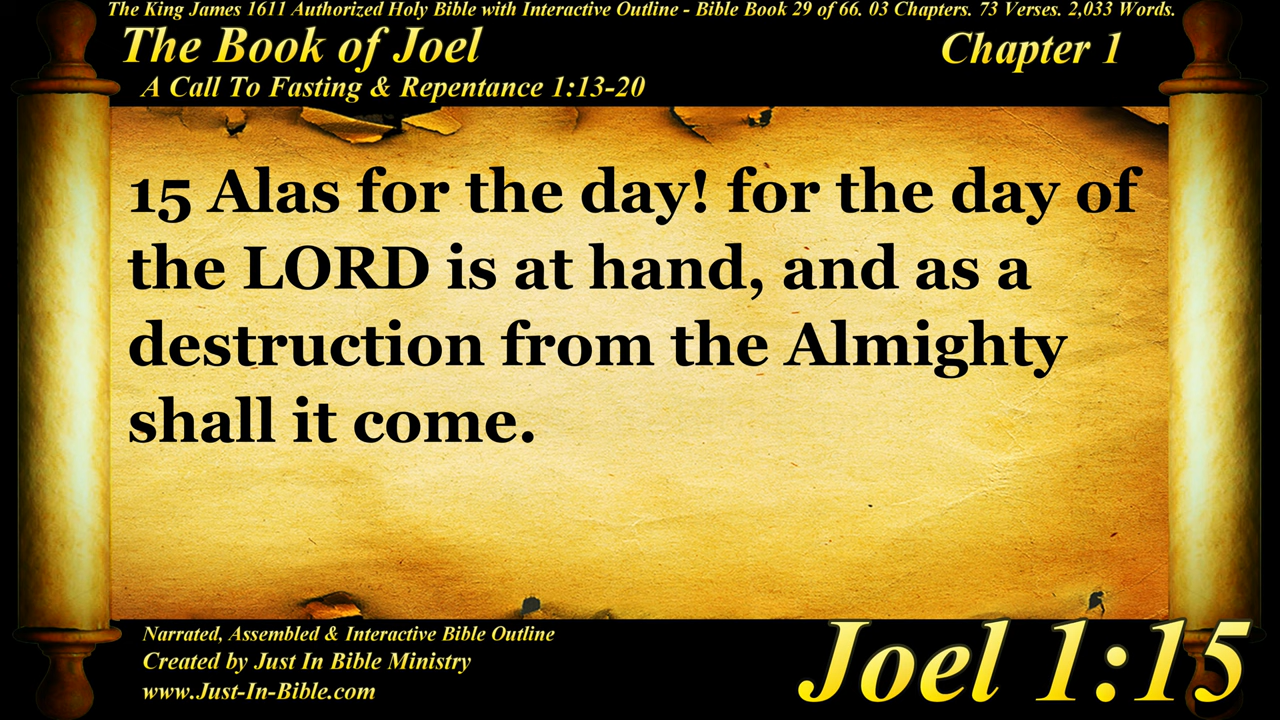 The King James 1611 Authorized Holy Bible with Interactive Outline - Bible Book 29 of 66. 03 Chapters. 73 Verses. 2,033 Words.
The Book of Joel
Chapter 1
A Call To Fasting & Repentance 1:13-20
15 Alas for the day! for the day of
the LORD is at hand, and as a
destruction from the Almighty
shall it come.
Narrated, Assembled & Interactive Bible Outline
Created by Just In Bible Ministry
www.Just-In-Bible.com
Joel 1:15